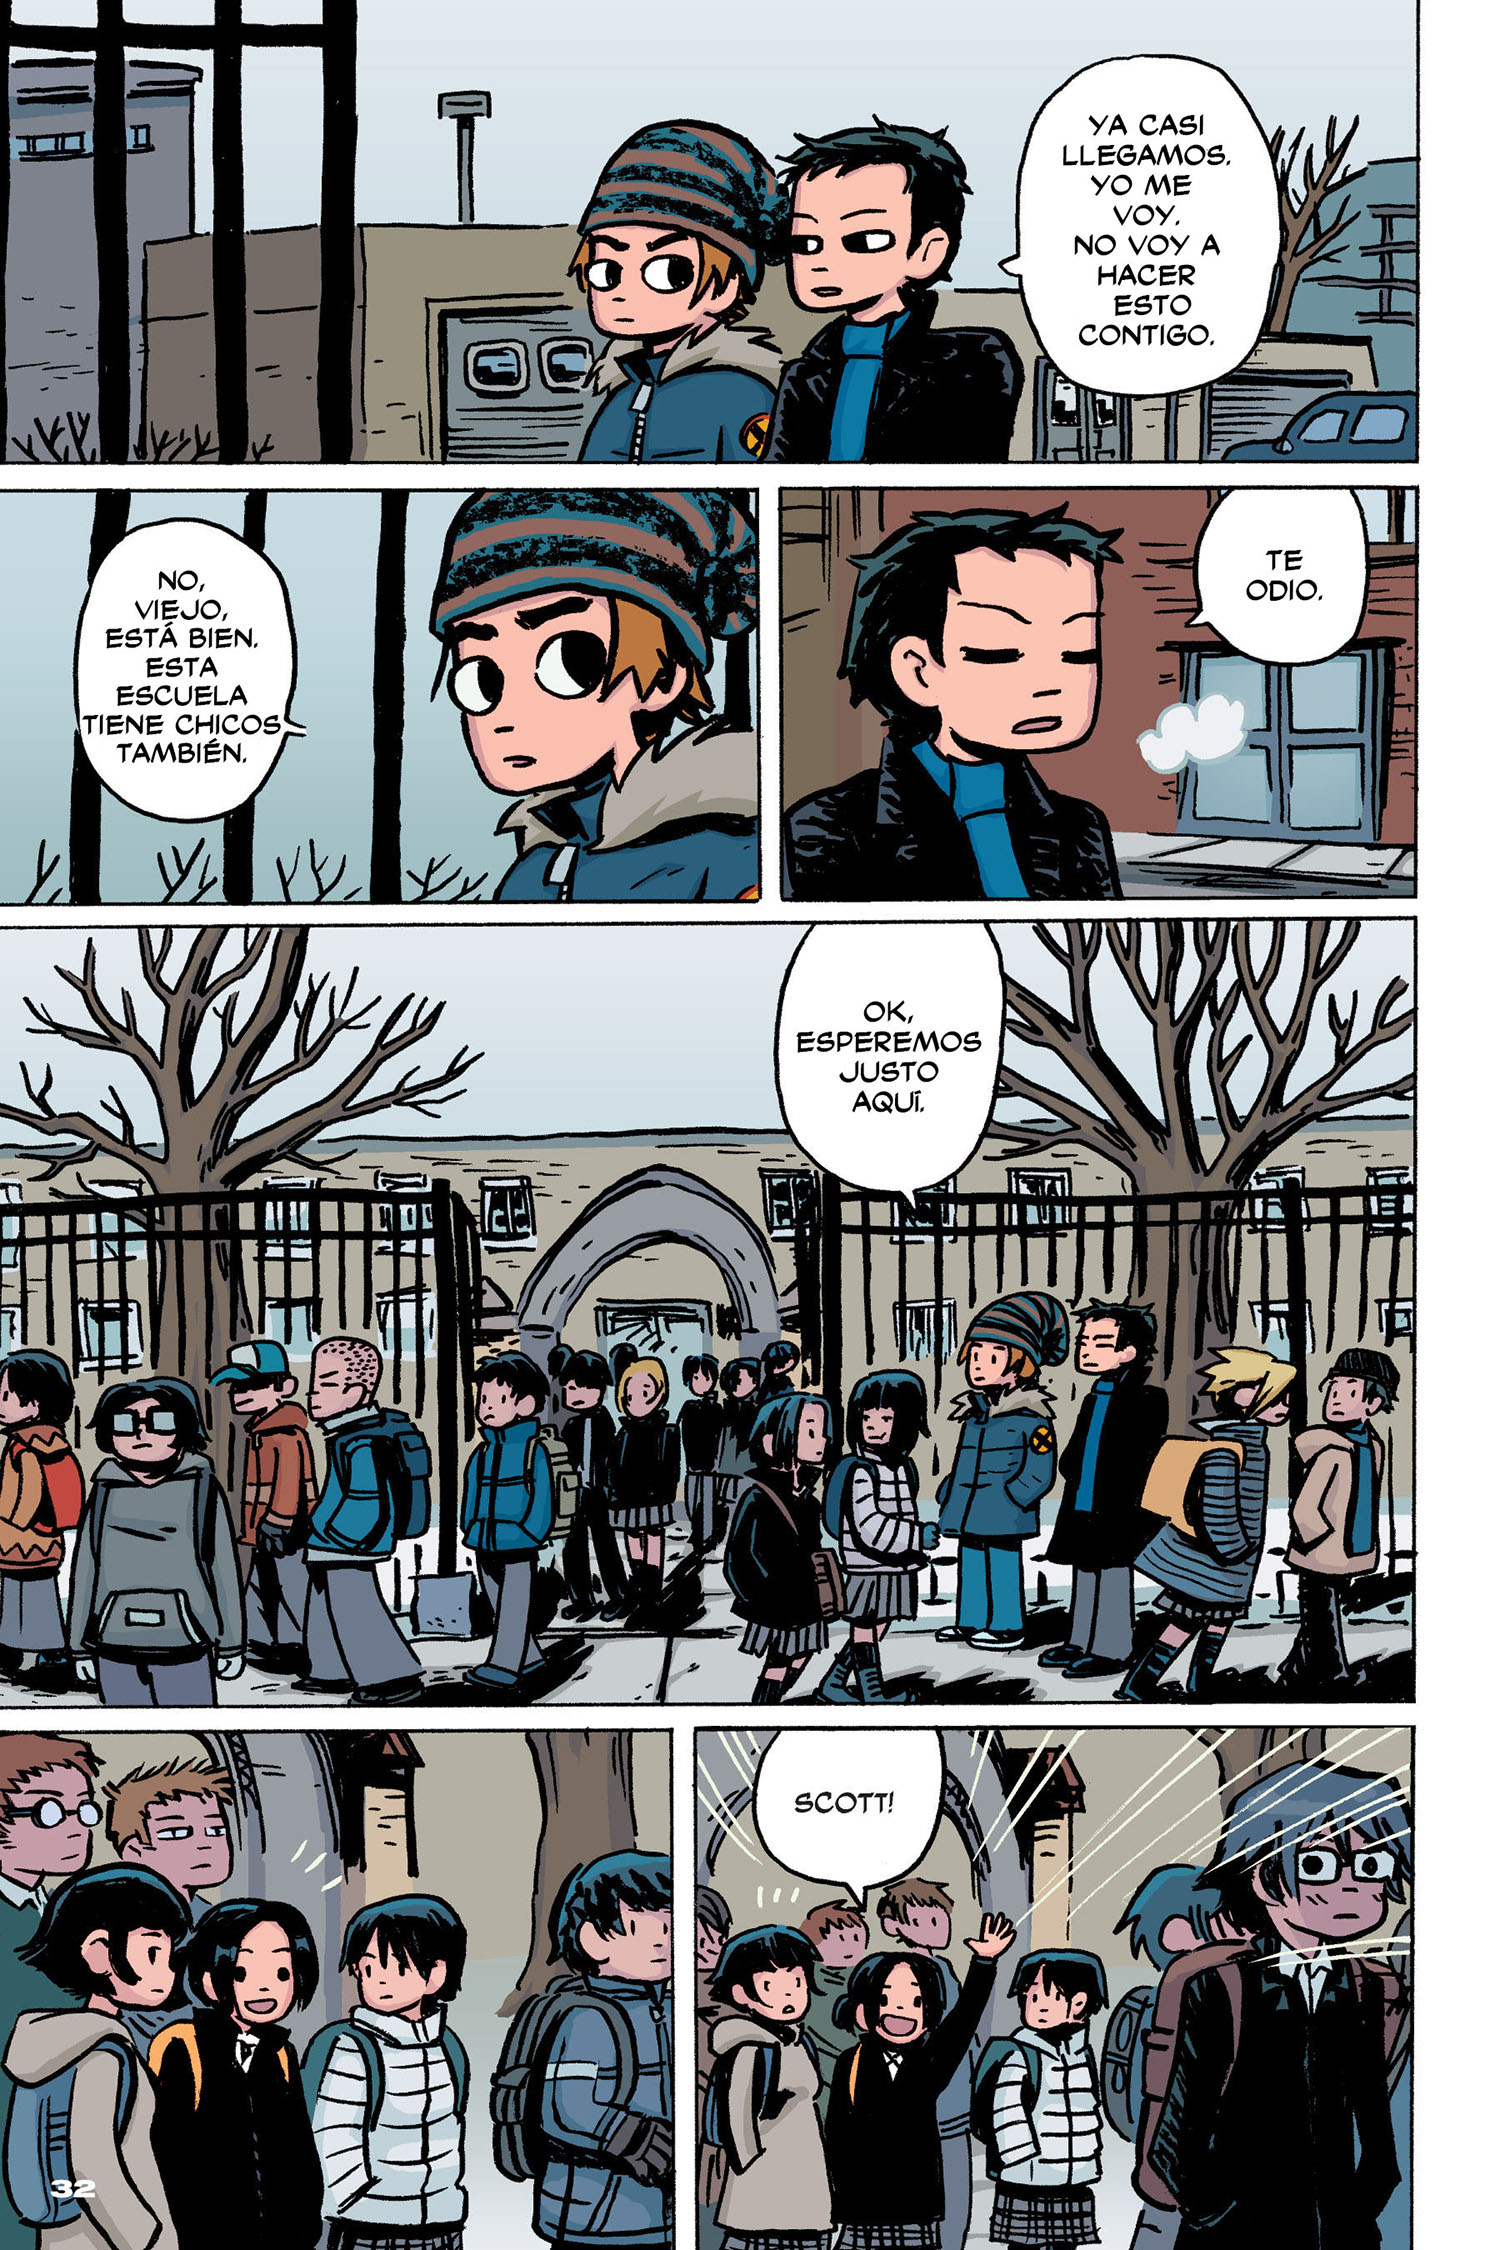 YA CASI
LLEGAMOS.
YO ME
VOY.
NO VOY A
HACER
ESTO
CONTIGO.
NO,
VIEJO,
ESTÁ BIEN.
ESTA
ESCUELA
TIENE CHICOS
TAMBIÉN.
TE
ODIO.
OK,
ESPEREMOS
JUSTO
AQUÍ.
SCOTT!
32